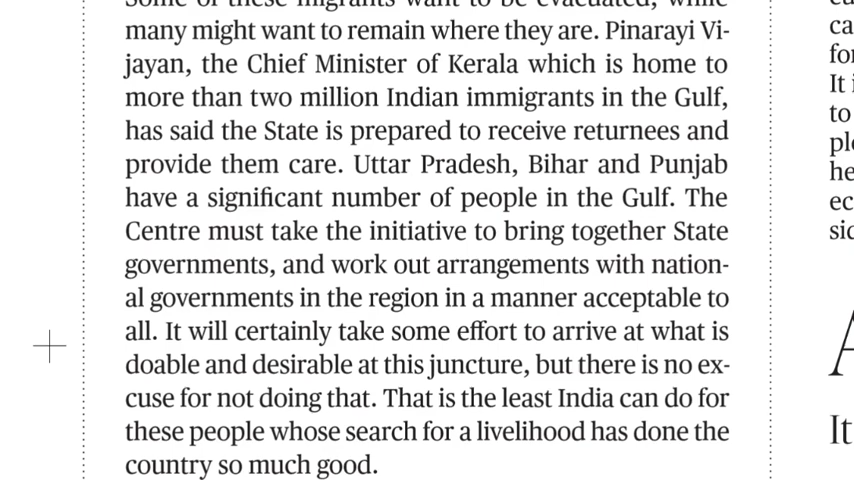 many might want to remain where they are. Pinarayi Vi-
jayan, the Chief Minister of Kerala which is home to
more than two million Indian immigrants in the Gulf,
has said the State is prepared to receive returnees and
provide them care. Uttar Pradesh, Bihar and Punjab
have a significant number of people in the Gulf. The
Centre must take the initiative to bring together State
governments, and work out arrangements with nation-
al governments in the region in a manner acceptable to
all. It will certainly take some effort to arrive at what is
doable and desirable at this juncture, but there is no ex-
cuse for not doing that. That is the least India can do for
these people whose search for a livelihood has done the
country so much good.
It
to
It